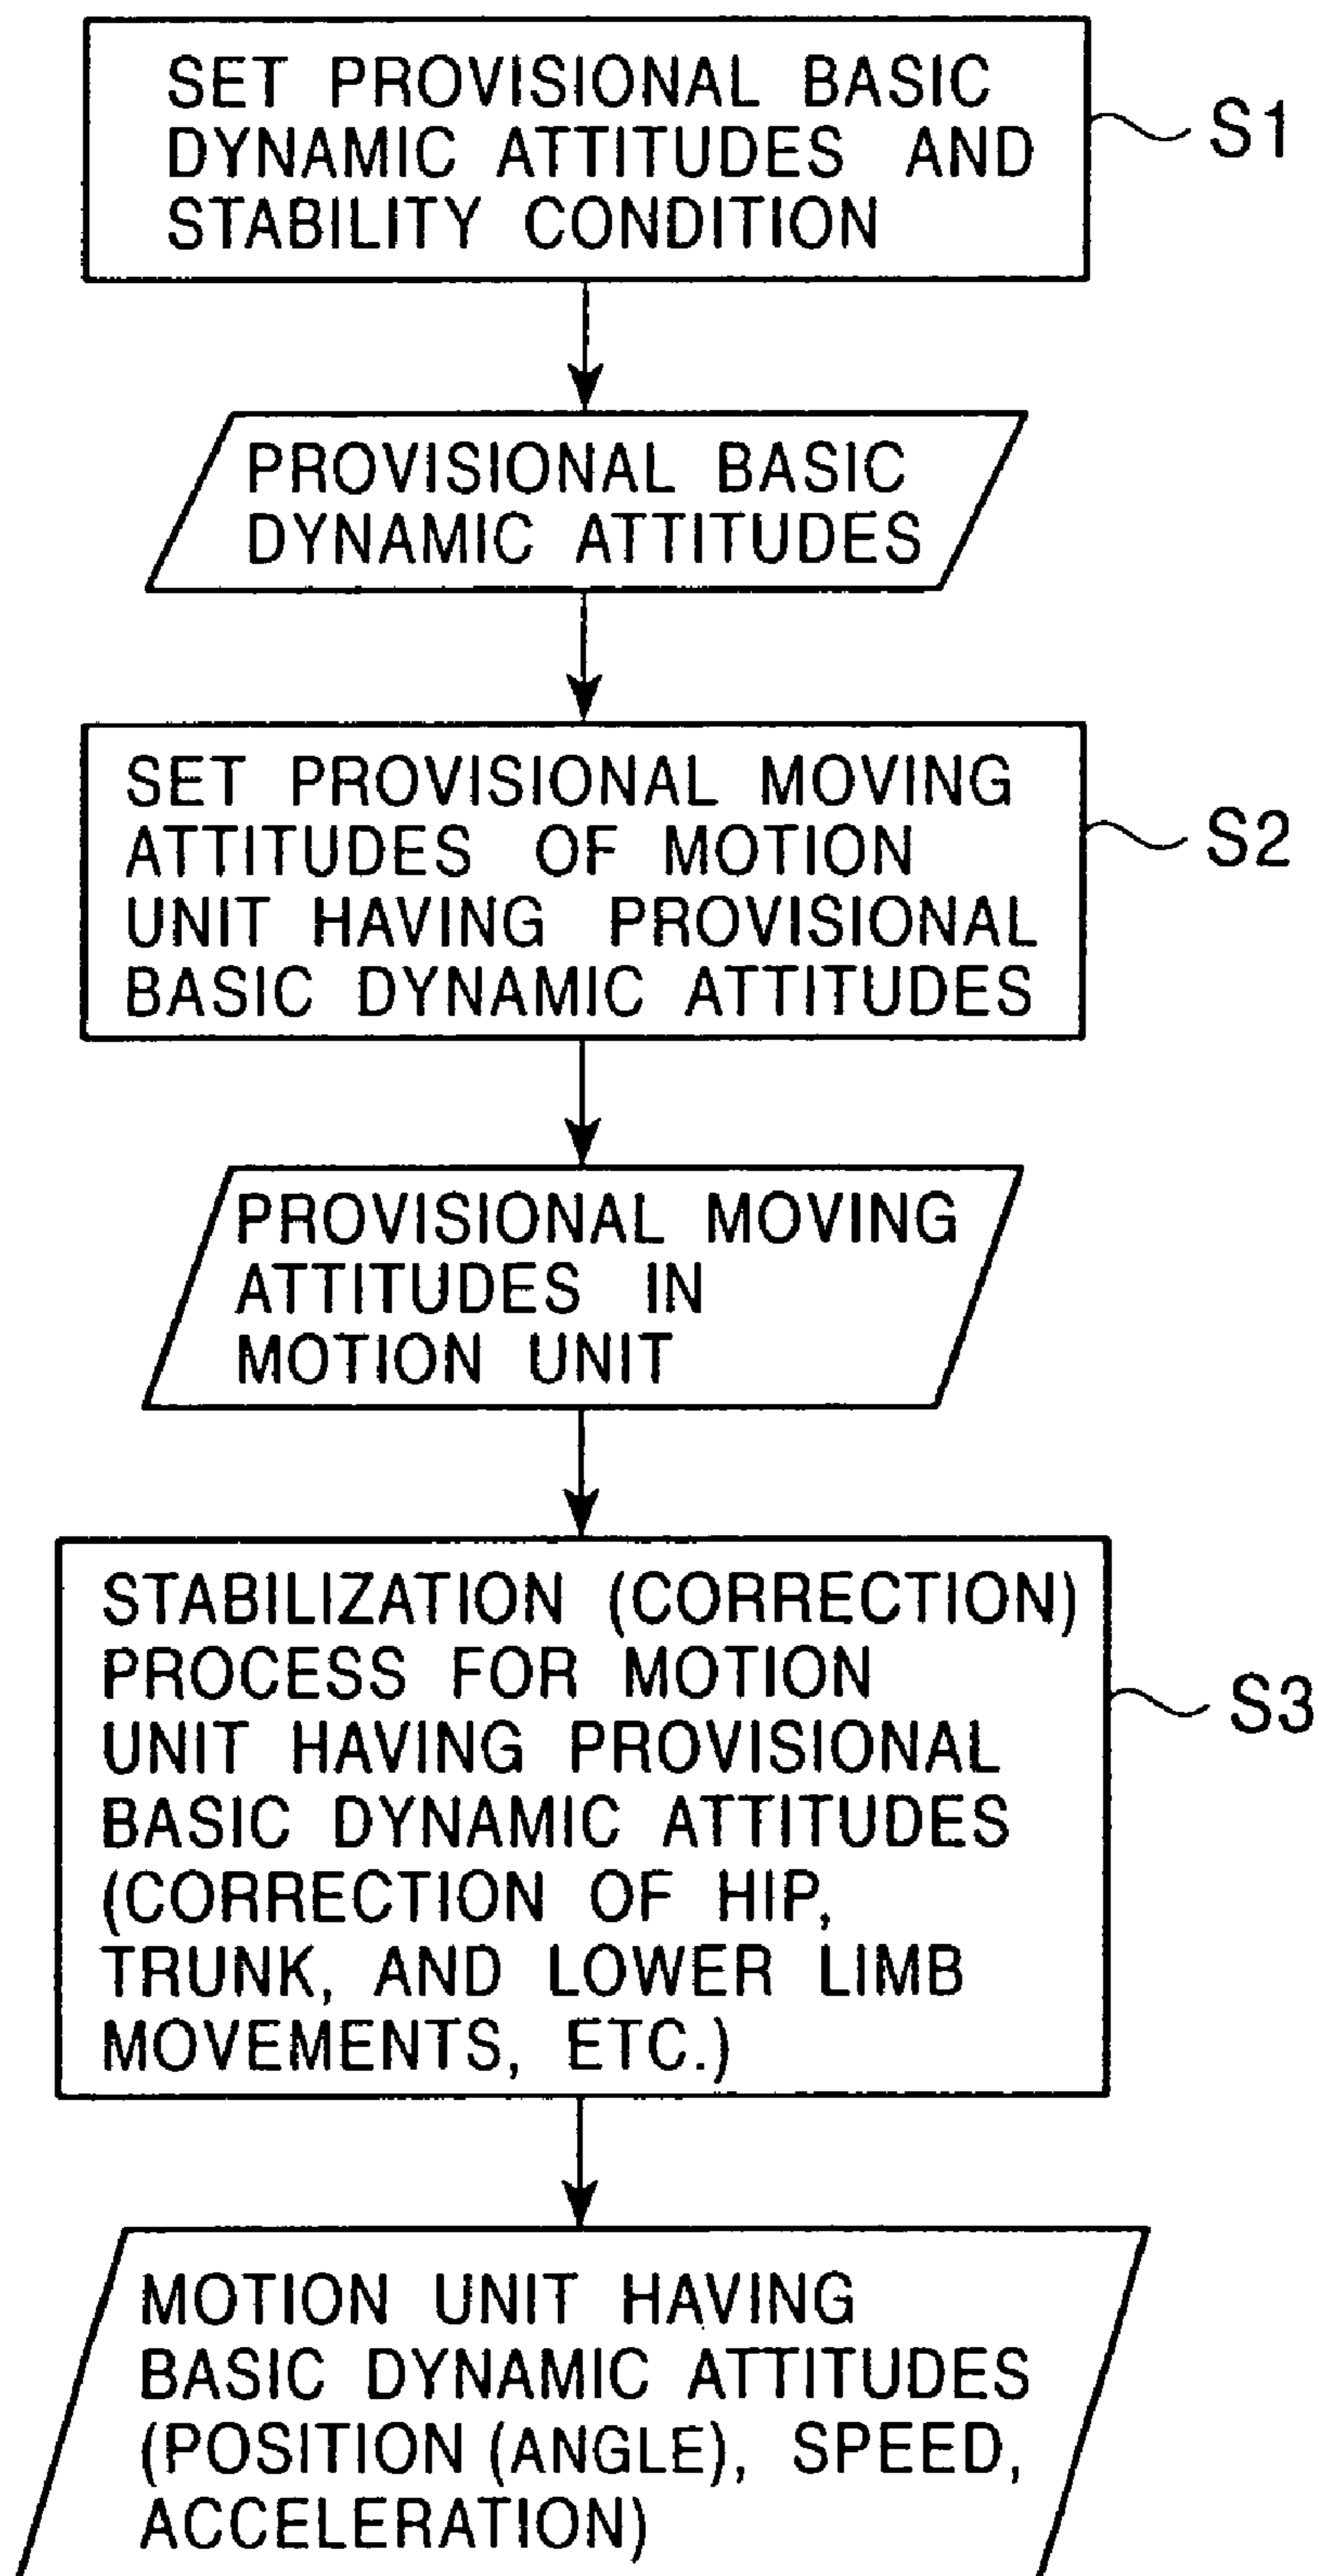 SET PROVISIONAL BASIC
DYNAMIC ATTITUDES AND
STABILITY CONDITION
S1
PROVISIONAL BASIC
DYNAMIC ATTITUDES
SET PROVISIONAL MOVING
ATTITUDES OF MOTION
UNIT HAVING PROVISIONAL
BASIC DYNAMIC ATTITUDES
S2
PROVISIONAL MOVING
ATTITUDES IN
MOTION UNIT
STABILIZATION (CORRECTION)
PROCESS FOR MOTION
UNIT HAVING PROVISIONAL
BASIC DYNAMIC ATTITUDES
(CORRECTION OF HIP,
TRUNK, AND LOWER LIMB
MOVEMENTS, ETC.)
S3
MOTION UNIT HAVING
BASIC DYNAMIC ATTITUDES
(POSITION (ANGLE), SPEED,
ACCELERATION)